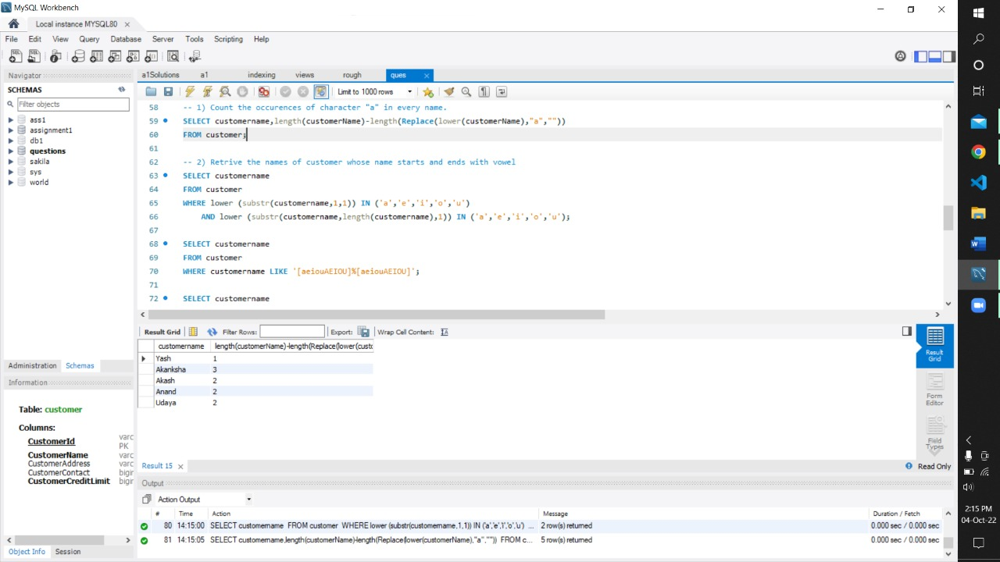 MySQL Workbench
Local instance MYSQL80
File Edit View Query Database Server Tools Scripting Help
Navigator
SCHEMAS
Filter objects
ass1
assignment1
db1
questions
sakila
sys
world
Administration Schemas
Information
Table: customer
Columns:
CustomerId varc
PK
CustomerName varc
CustomerAddress varc
CustomerContact bigir
CustomerCreditLimit bigir
Object Info Session
a1Solutions a1 indexing views rough ques
Limit to 1000 rows
58 -- 1) Count the occurences of character "a" in every name.
59 SELECT customername,length(customerName)-length(Replace(lower(customerName),"a",""))
60 FROM customer;
61
62 -- 2) Retrive the names of customer whose name starts and ends with vowel
63 SELECT customername
64 FROM customer
65 WHERE lower (substr(customername,1,1)) IN ('a','e','i','o','u')
66 AND lower (substr(customername,length(customername),1)) IN ('a','e','i','o','u');
67
68 SELECT customername
69 FROM customer
70 WHERE customername LIKE '[aeiouAEIOU]%[aeiouAEIOU]';
71
72 SELECT customername
Result Grid Filter Rows: Export: Wrap Cell Content:
customername length(customerName)-length(Replace(lower(custo
Yash 1
Akanksha 3
Akash 2
Anand 2
Udaya 2
Result Grid
Form Editor
Field Types
Result 15
Read Only
Output
Action Output
# Time Action Message Duration / Fetch
80 14:15:00 SELECT customername FROM customer WHERE lower (substr(customername,1,1)) IN ('a','e','i','o','u') ... 2 row(s) returned 0.000 sec / 0.000 sec
81 14:15:05 SELECT customername,length(customerName)-length(Replace(lower(customerName),"a","")) FROM c... 5 row(s) returned 0.000 sec / 0.000 sec
2:15 PM
04-Oct-22